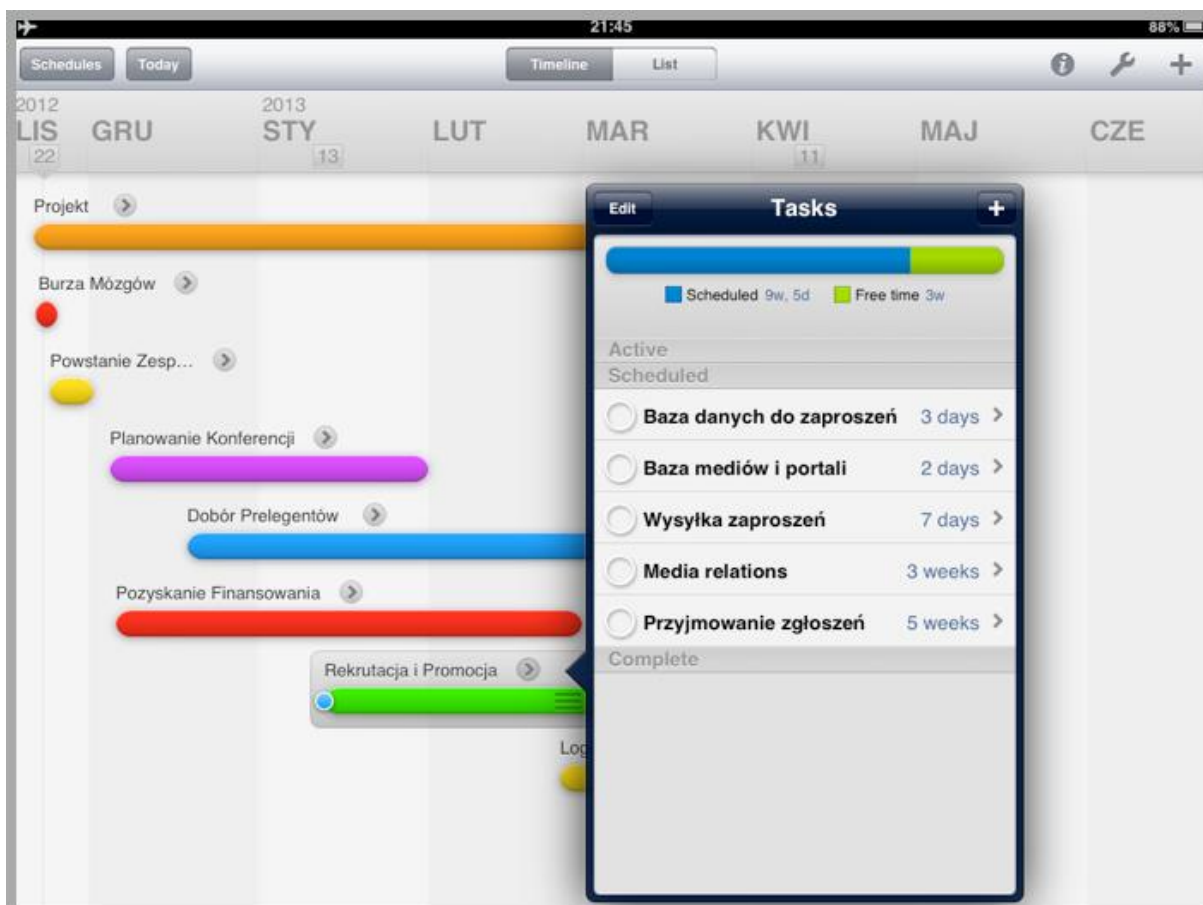 21:45 88%
Schedules Today Timeline List
2012 2013
LIS GRU STY LUT MAR KWI MAJ CZE
22 13 11
Projekt
Burza Mózgów
Powstanie Zesp...
Planowanie Konferencji
Dobór Prelegentów
Pozyskanie Finansowania
Rekrutacja i Promocja
Log
Edit Tasks +
Scheduled 9w, 5d Free time 3w
Active
Scheduled
Baza danych do zaproszeń 3 days
Baza mediów i portali 2 days
Wysyłka zaproszeń 7 days
Media relations 3 weeks
Przyjmowanie zgłoszeń 5 weeks
Complete